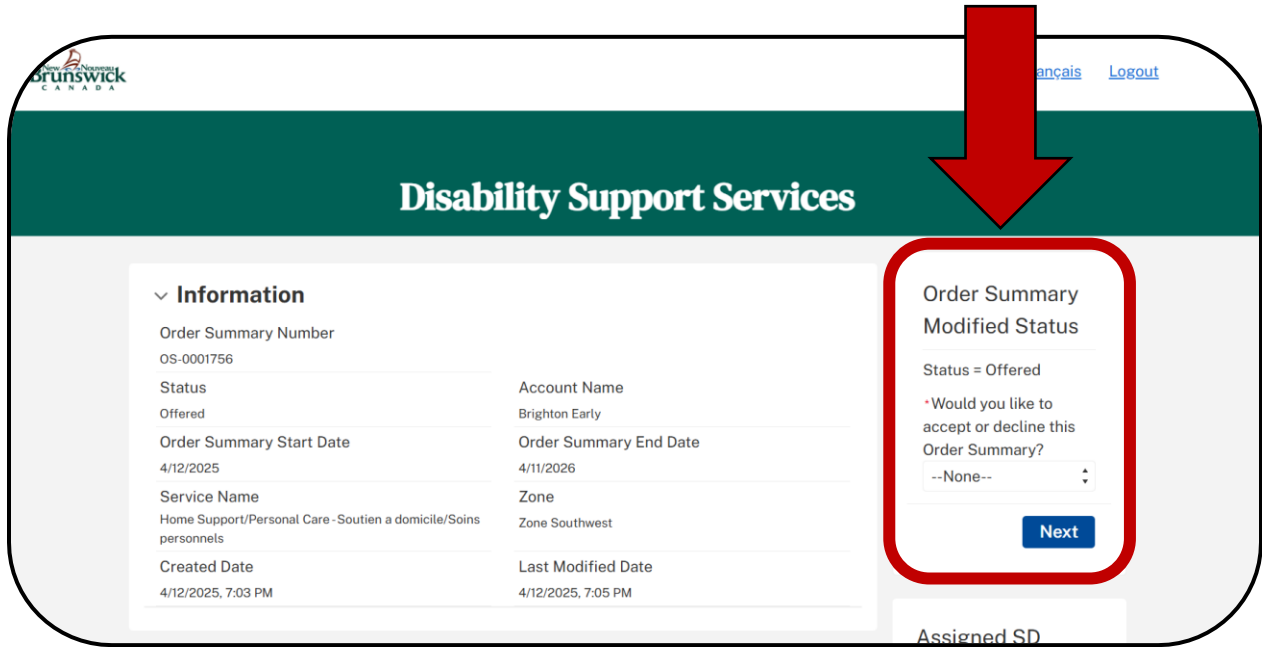 New Nouveau
Brunswick
CANADA
ançais Logout
Disability Support Services
Information
Order Summary Number
OS-0001756
Status
Offered
Account Name
Brighton Early
Order Summary Start Date
4/12/2025
Order Summary End Date
4/11/2026
Service Name
Home Support/Personal Care-Soutien a domicile/Soins
personnels
Zone
Zone Southwest
Created Date
4/12/2025, 7:03 PM
Last Modified Date
4/12/2025, 7:05 PM
Order Summary
Modified Status
Status = Offered
*Would you like to
accept or decline this
Order Summary?
--None--
Next
Assigned SD